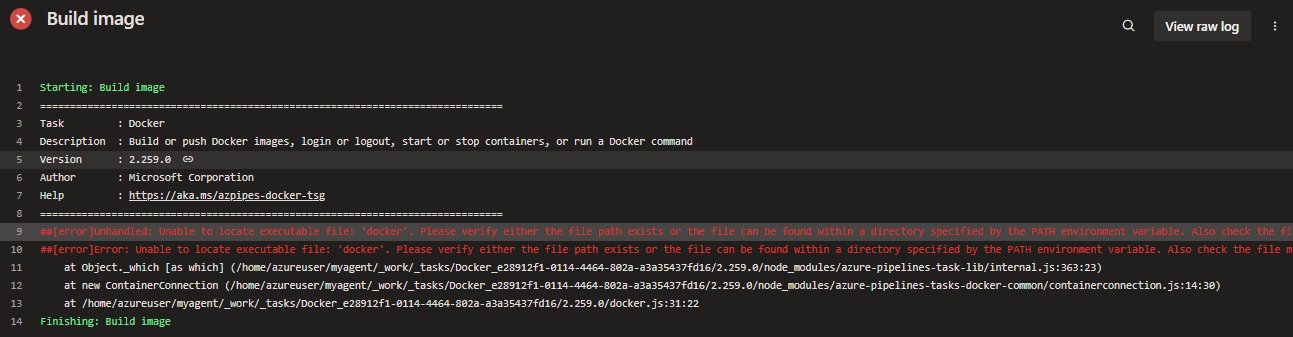 Build image
View raw log
1 Starting: Build image
2 ==============================================================================
3 Task : Docker
4 Description : Build or push Docker images, login or logout, start or stop containers, or run a Docker command
5 Version : 2.259.0
6 Author : Microsoft Corporation
7 Help : https://aka.ms/azpipes-docker-tsg
8 ==============================================================================
9 ##[error]Unhandled: Unable to locate executable file: 'docker'. Please verify either the file path exists or the file can be found within a directory specified by the PATH environment variable. Also check the fi
10 ##[error]Error: Unable to locate executable file: 'docker'. Please verify either the file path exists or the file can be found within a directory specified by the PATH environment variable. Also check the file m
11 at Object._which [as which] (/home/azureuser/myagent/_work/_tasks/Docker_e28912f1-0114-4464-802a-a3a35437fd16/2.259.0/node_modules/azure-pipelines-task-lib/internal.js:363:23)
12 at new ContainerConnection (/home/azureuser/myagent/_work/_tasks/Docker_e28912f1-0114-4464-802a-a3a35437fd16/2.259.0/node_modules/azure-pipelines-tasks-docker-common/containerconnection.js:14:30)
13 at /home/azureuser/myagent/_work/_tasks/Docker_e28912f1-0114-4464-802a-a3a35437fd16/2.259.0/docker.js:31:22
14 Finishing: Build image